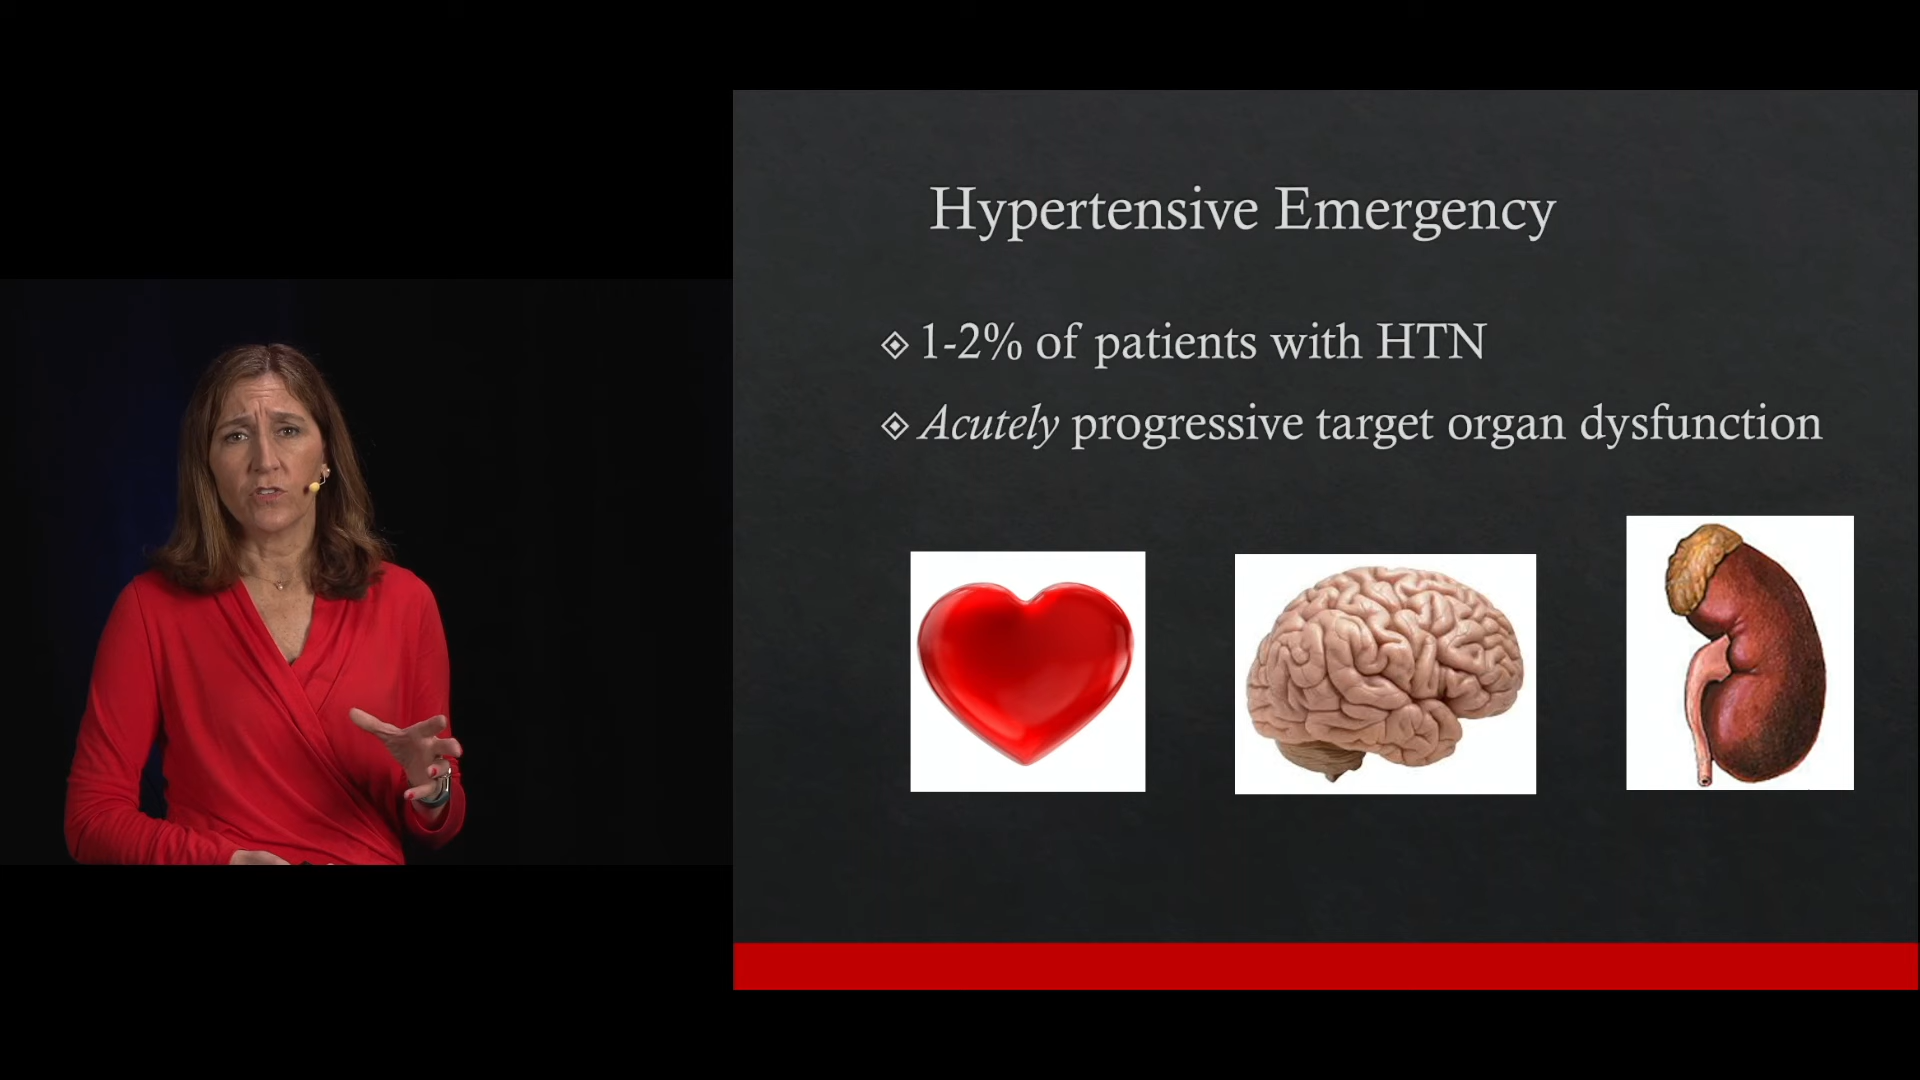 Hypertensive Emergency
1-2% of patients with HTN
Acutely progressive target organ dysfunction